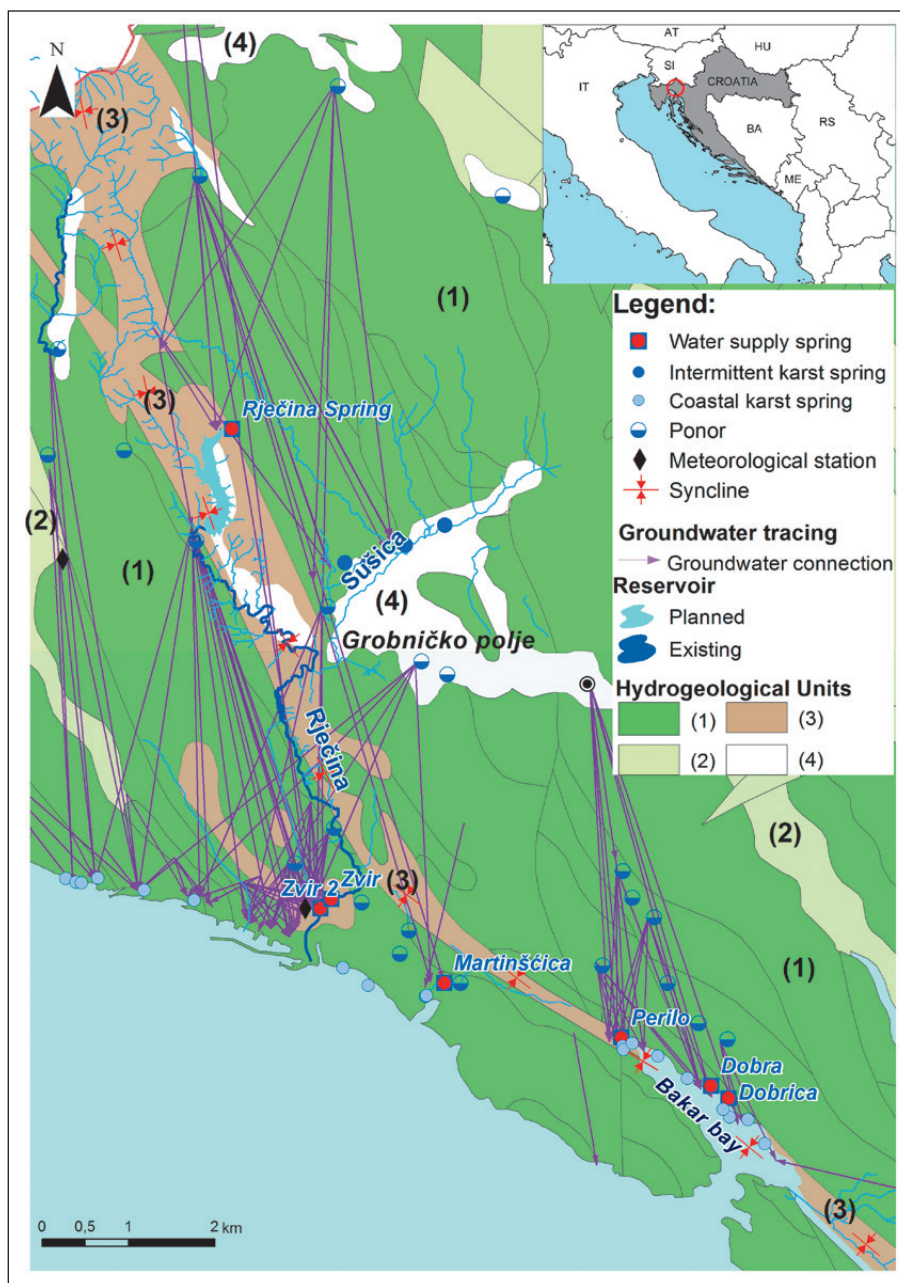 N
(4)
(3)
(1)
(3)
Rječina Spring
(2)
(1)
Sušica
(4)
Grobničko polje
Rječina
(2)
Zvir 2
Zvir
(3)
(1)
Martinšćica
Perilo
Dobra
Dobrica
Bakar bay
(3)
0 0,5 1 2 km
AT
HU
SI
CROATIA
IT
BA
RS
ME
Legend:
Water supply spring
Intermittent karst spring
Coastal karst spring
Ponor
Meteorological station
Syncline
Groundwater tracing
Groundwater connection
Reservoir
Planned
Existing
Hydrogeological Units
(1) (3)
(2) (4)